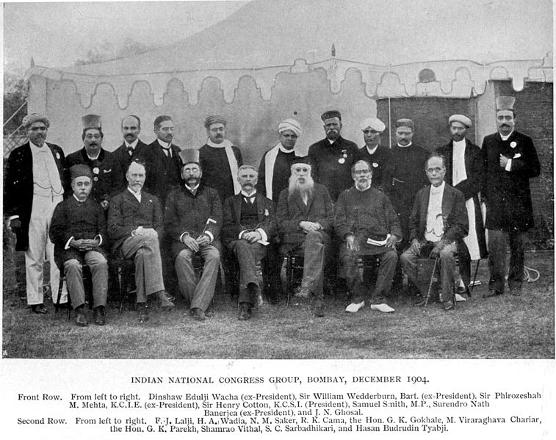 INDIAN NATIONAL CONGRESS GROUP, BOMBAY, DECEMBER 1904.
Front Row. From left to right. Dinshaw Edulji Wacha (ex-President), Sir William Wedderburn, Bart. (ex-President), Sir Phlrozeshah
M. Mehta, K.C.I.E. (ex-President), Sir Henry Cotton, K.C.S.I. (President), Samuel Smith, M.P., Surendro Nath
Banerjea (ex-President), and J. N. Ghosal.
Second Row. From left to right. F. J. Lalji, H. A. Wadia, N. M. Saker, R. K. Cama, the Hon. G. K. Gokhale, M. Viraraghava Chariar,
the Hon. G. K. Parekh, Shamrao Vithal, S. C. Sarbadhikari, and Hasan Budrudin Tyabji.